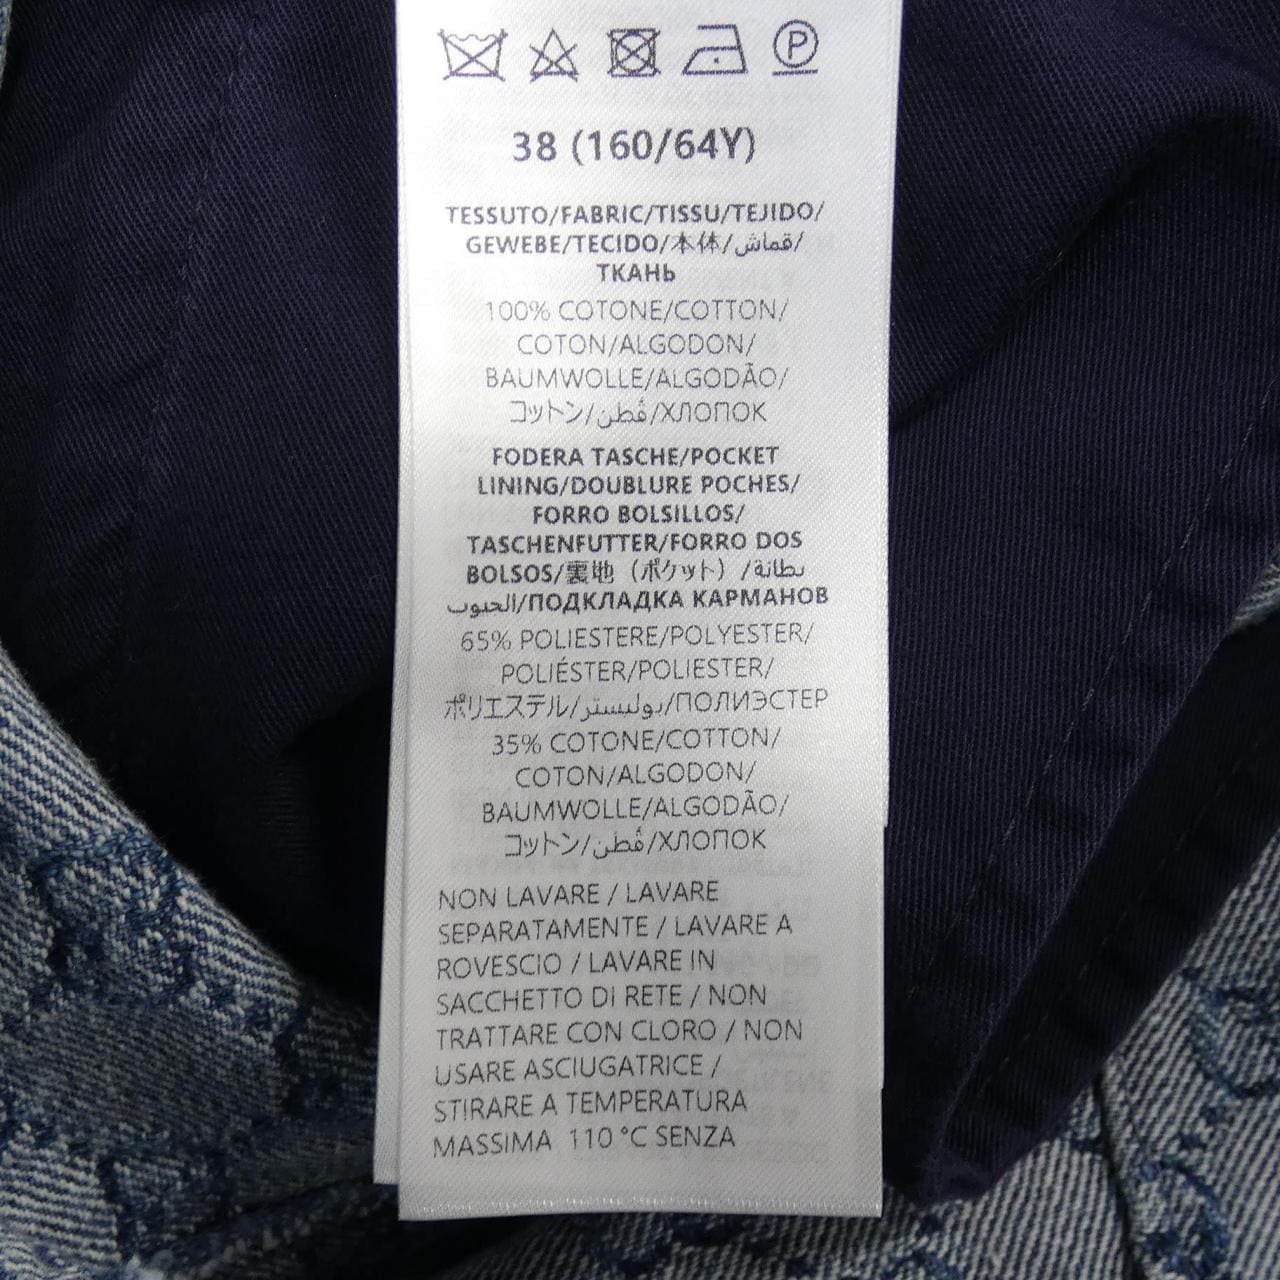 P
38 (160/64Y)
TESSUTO/FABRIC/TISSU/TEJIDO/
GEWEBE/TECIDO/本体/قماش/
ТКАНЬ
100% COTONE/COTTON/
COTON/ALGODON/
BAUMWOLLE/ALGODÃO/
コットン/قُطن/ХЛОПОК
FODERA TASCHE/POCKET
LINING/DOUBLURE POCHES/
FORRO BOLSILLOS/
TASCHENFUTTER/FORRO DOS
BOLSOS/裏地（ポケット）/بطانة
الجيوب/ПОДКЛАДКА КАРМАНОВ
65% POLIESTERE/POLYESTER/
POLIÉSTER/POLIESTER/
ポリエステル/بوليستر/ПОЛИЭСТЕР
35% COTONE/COTTON/
COTON/ALGODON/
BAUMWOLLE/ALGODÃO/
コットン/قُطن/ХЛОПОК
NON LAVARE / LAVARE
SEPARATAMENTE / LAVARE A
ROVESCIO / LAVARE IN
SACCHETTO DI RETE / NON
TRATTARE CON CLORO / NON
USARE ASCIUGATRICE /
STIRARE A TEMPERATURA
MASSIMA 110 °C SENZA